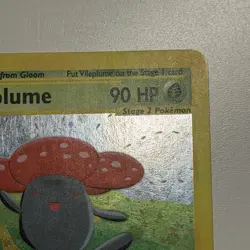 from Gloom Put Vileplume on the Stage 1 card
plume 90 HP
Stage 2 Pokémon